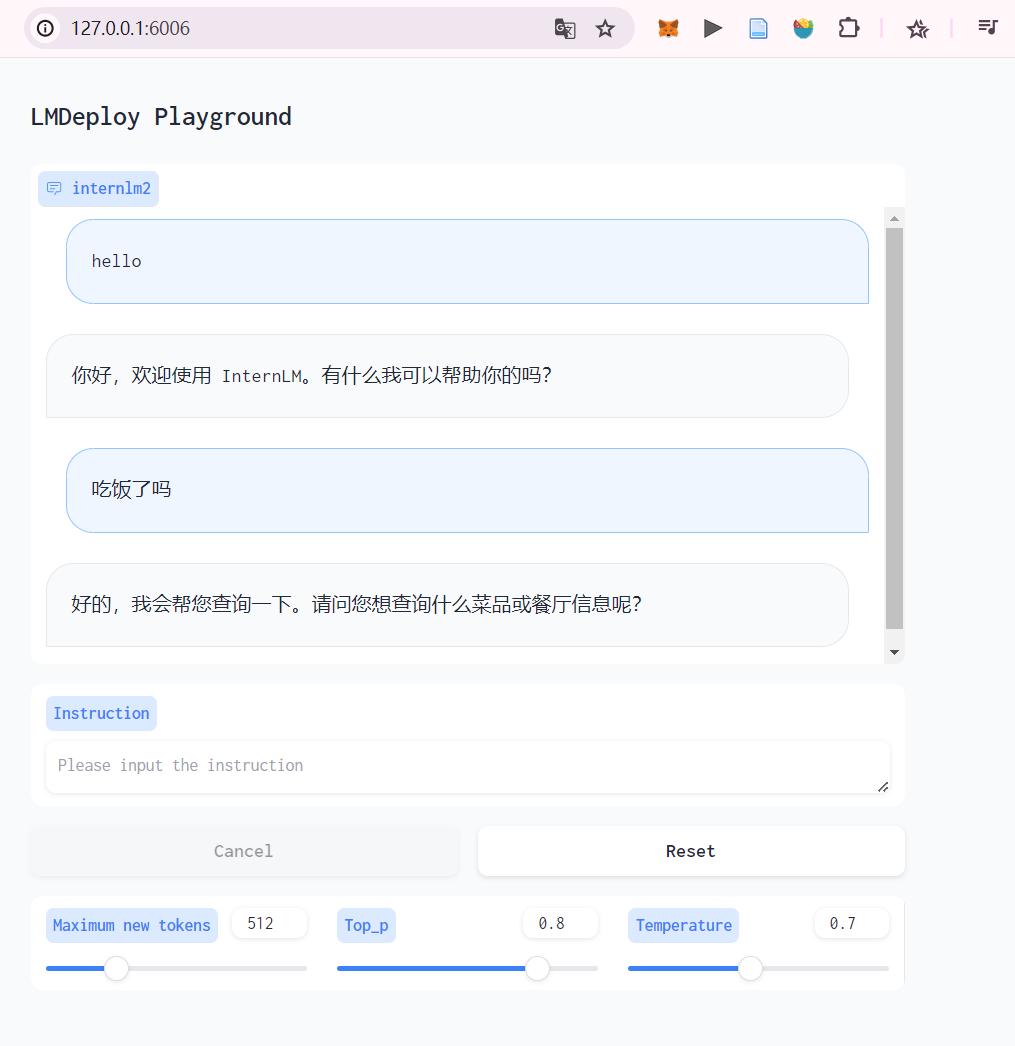 127.0.0.1:6006
LMDeploy Playground
internlm2
hello
你好，欢迎使用 InternLM。有什么我可以帮助你的吗？
吃饭了吗
好的，我会帮您查询一下。请问您想查询什么菜品或餐厅信息呢？
Instruction
Please input the instruction
Cancel Reset
Maximum new tokens 512 Top_p 0.8 Temperature 0.7